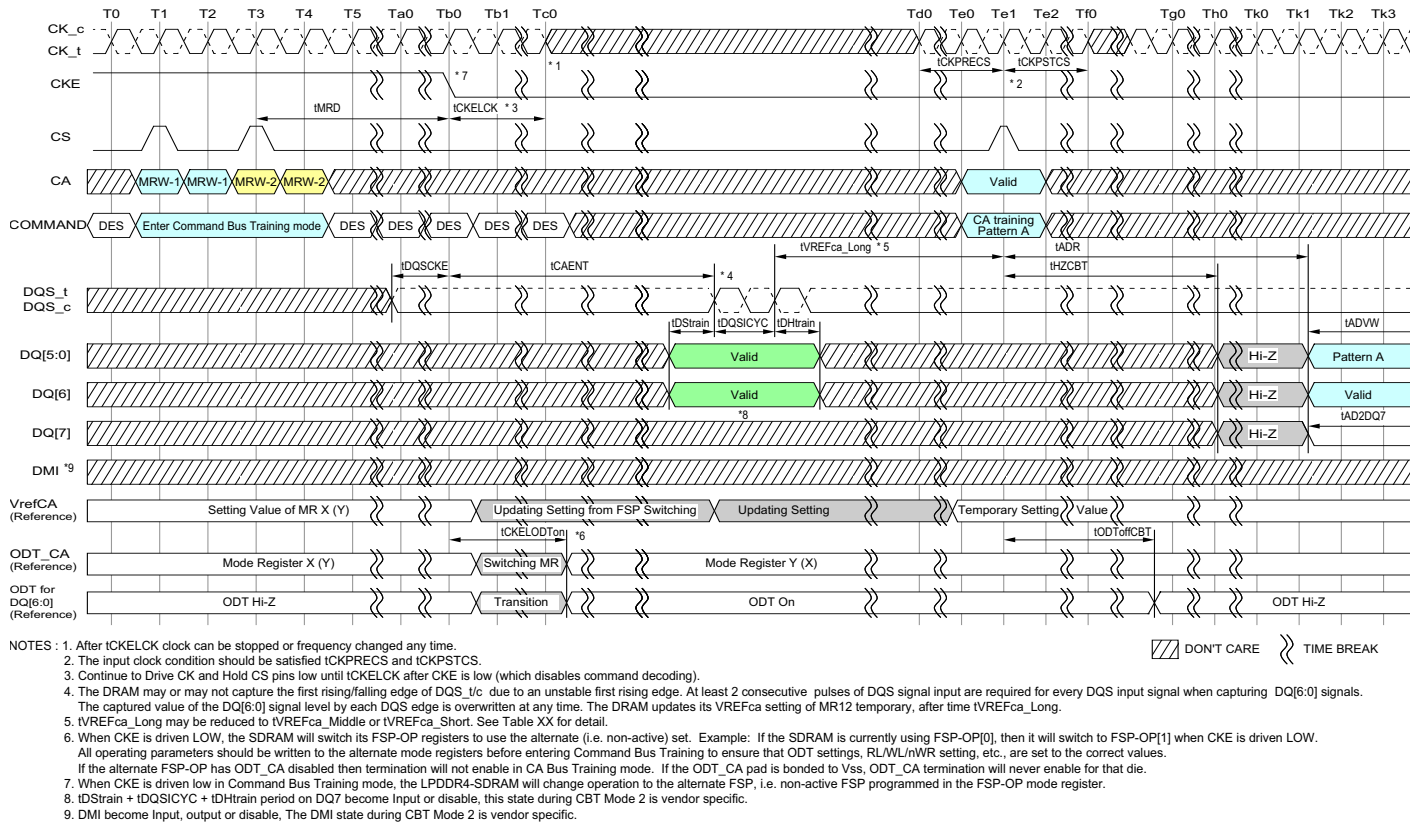 T0 T1 T2 T3 T4 T5 Ta0 Tb0 Tb1 Tc0 Td0 Te0 Te1 Te2 Tf0 Tg0 Th0 Tk0 Tk1 Tk2 Tk3
CK_c
CK_t
* 1
tCKPRECS tCKPSTCS
CKE
* 7
* 2
tMRD tCKELCK * 3
CS
CA MRW-1 MRW-1 MRW-2 MRW-2 Valid
COMMAND DES Enter Command Bus Training mode DES DES DES DES DES CA training Pattern A
tVREFca_Long * 5 tADR
tDQSCKE tCAENT * 4 tHZCBT
DQS_t
DQS_c
tDStrain tDQSICYC tDHtrain tADVW
DQ[5:0] Valid Hi-Z Pattern A
DQ[6] Valid Hi-Z Valid
*8 tAD2DQ7
DQ[7] Hi-Z
DMI *9
VrefCA
(Reference)
Setting Value of MR X (Y) Updating Setting from FSP Switching Updating Setting Temporary Setting Value
tCKELODTon *6 tODToffCBT
ODT_CA
(Reference)
Mode Register X (Y) Switching MR Mode Register Y (X)
ODT for
DQ[6:0]
(Reference)
ODT Hi-Z Transition ODT On ODT Hi-Z
NOTES : 1. After tCKELCK clock can be stopped or frequency changed any time.
DON'T CARE TIME BREAK
2. The input clock condition should be satisfied tCKPRECS and tCKPSTCS.
3. Continue to Drive CK and Hold CS pins low until tCKELCK after CKE is low (which disables command decoding).
4. The DRAM may or may not capture the first rising/falling edge of DQS_t/c due to an unstable first rising edge. At least 2 consecutive pulses of DQS signal input are required for every DQS input signal when capturing DQ[6:0] signals.
The captured value of the DQ[6:0] signal level by each DQS edge is overwritten at any time. The DRAM updates its VREFca setting of MR12 temporary, after time tVREFca_Long.
5. tVREFca_Long may be reduced to tVREFca_Middle or tVREFca_Short. See Table XX for detail.
6. When CKE is driven LOW, the SDRAM will switch its FSP-OP registers to use the alternate (i.e. non-active) set. Example: If the SDRAM is currently using FSP-OP[0], then it will switch to FSP-OP[1] when CKE is driven LOW.
All operating parameters should be written to the alternate mode registers before entering Command Bus Training to ensure that ODT settings, RL/WL/nWR setting, etc., are set to the correct values.
If the alternate FSP-OP has ODT_CA disabled then termination will not enable in CA Bus Training mode. If the ODT_CA pad is bonded to Vss, ODT_CA termination will never enable for that die.
7. When CKE is driven low in Command Bus Training mode, the LPDDR4-SDRAM will change operation to the alternate FSP, i.e. non-active FSP programmed in the FSP-OP mode register.
8. tDStrain + tDQSICYC + tDHtrain period on DQ7 become Input or disable, this state during CBT Mode 2 is vendor specific.
9. DMI become Input, output or disable, The DMI state during CBT Mode 2 is vendor specific.